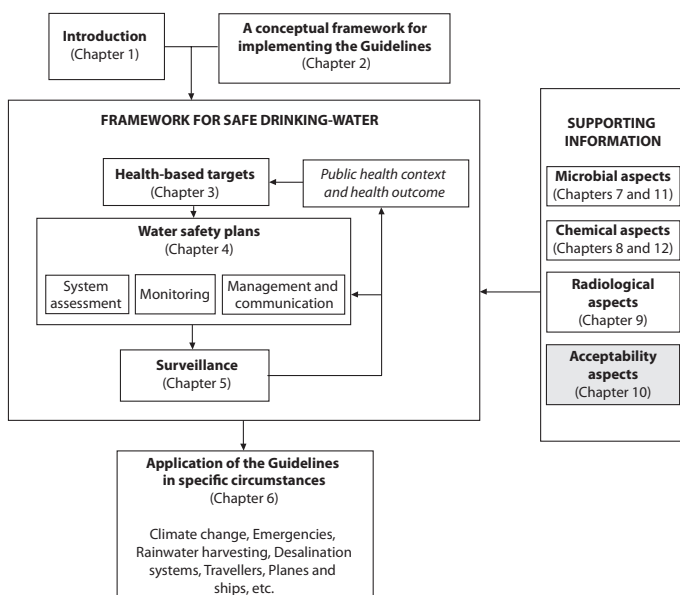 Introduction
(Chapter 1)
A conceptual framework for
implementing the Guidelines
(Chapter 2)
FRAMEWORK FOR SAFE DRINKING-WATER
Health-based targets
(Chapter 3)
Public health context
and health outcome
Water safety plans
(Chapter 4)
System
assessment
Monitoring
Management and
communication
Surveillance
(Chapter 5)
SUPPORTING
INFORMATION
Microbial aspects
(Chapters 7 and 11)
Chemical aspects
(Chapters 8 and 12)
Radiological
aspects
(Chapter 9)
Acceptability
aspects
(Chapter 10)
Application of the Guidelines
in specific circumstances
(Chapter 6)
Climate change, Emergencies,
Rainwater harvesting, Desalination
systems, Travellers, Planes and
ships, etc.